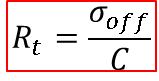 R_t = σ_off / C